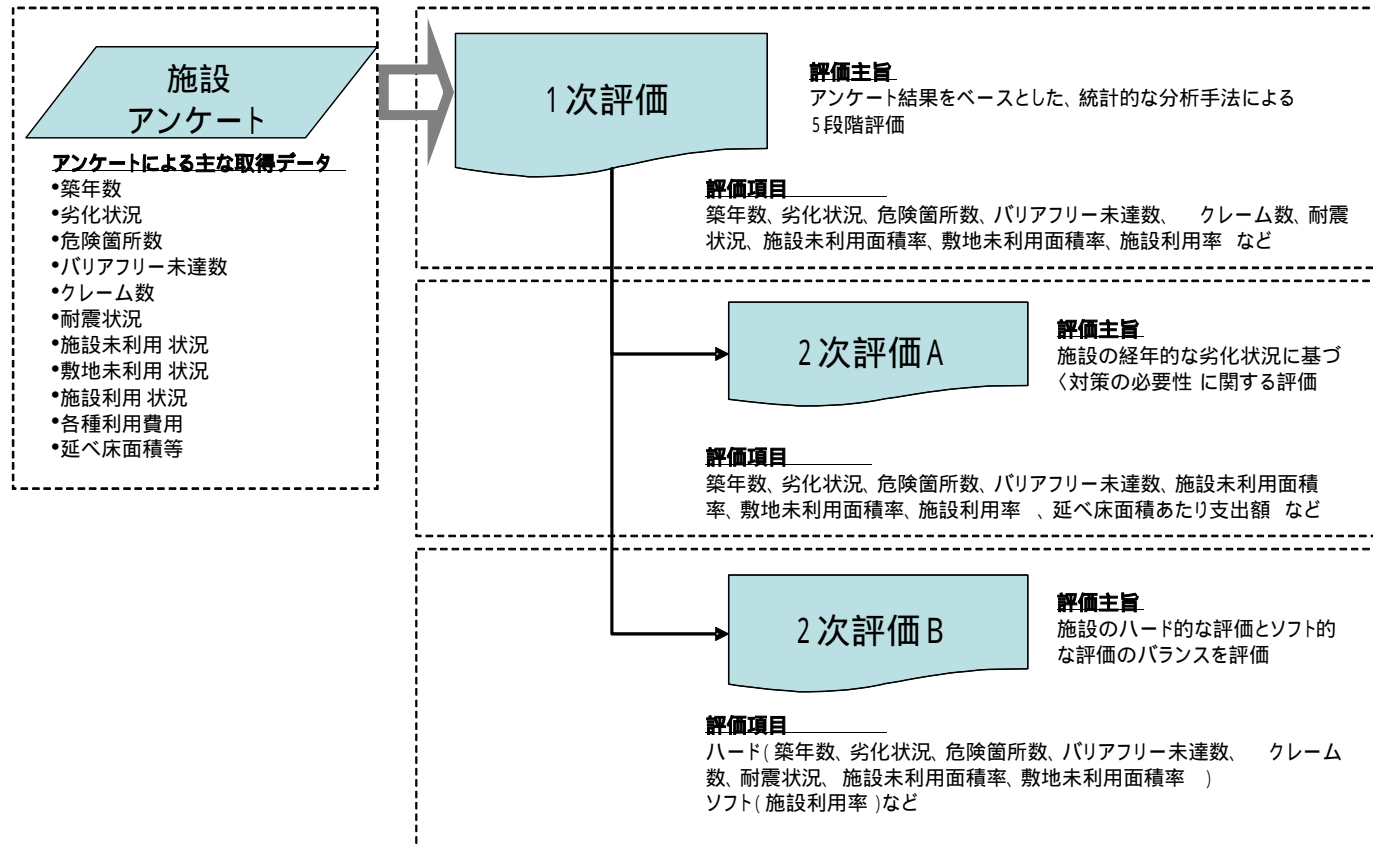 施設
アンケート
アンケートによる主な取得データ
•築年数
•劣化状況
•危険箇所数
•バリアフリー未達数
•クレーム数
•耐震状況
•施設未利用 状況
•敷地未利用 状況
•施設利用 状況
•各種利用費用
•延べ床面積等
1次評価
評価主旨
アンケート結果をベースとした、統計的な分析手法による
5段階評価
評価項目
築年数、劣化状況、危険箇所数、バリアフリー未達数、 クレーム数、耐震
状況、施設未利用面積率、敷地未利用面積率、施設利用率 など
2次評価A
評価主旨
施設の経年的な劣化状況に基づ
く対策の必要性 に関する評価
評価項目
築年数、劣化状況、危険箇所数、バリアフリー未達数、施設未利用面積
率、敷地未利用面積率、施設利用率 、延べ床面積あたり支出額 など
2次評価B
評価主旨
施設のハード的な評価とソフト的
な評価のバランスを評価
評価項目
ハード(築年数、劣化状況、危険箇所数、バリアフリー未達数、 クレーム
数、耐震状況、 施設未利用面積率、敷地未利用面積率 )
ソフト(施設利用率)など